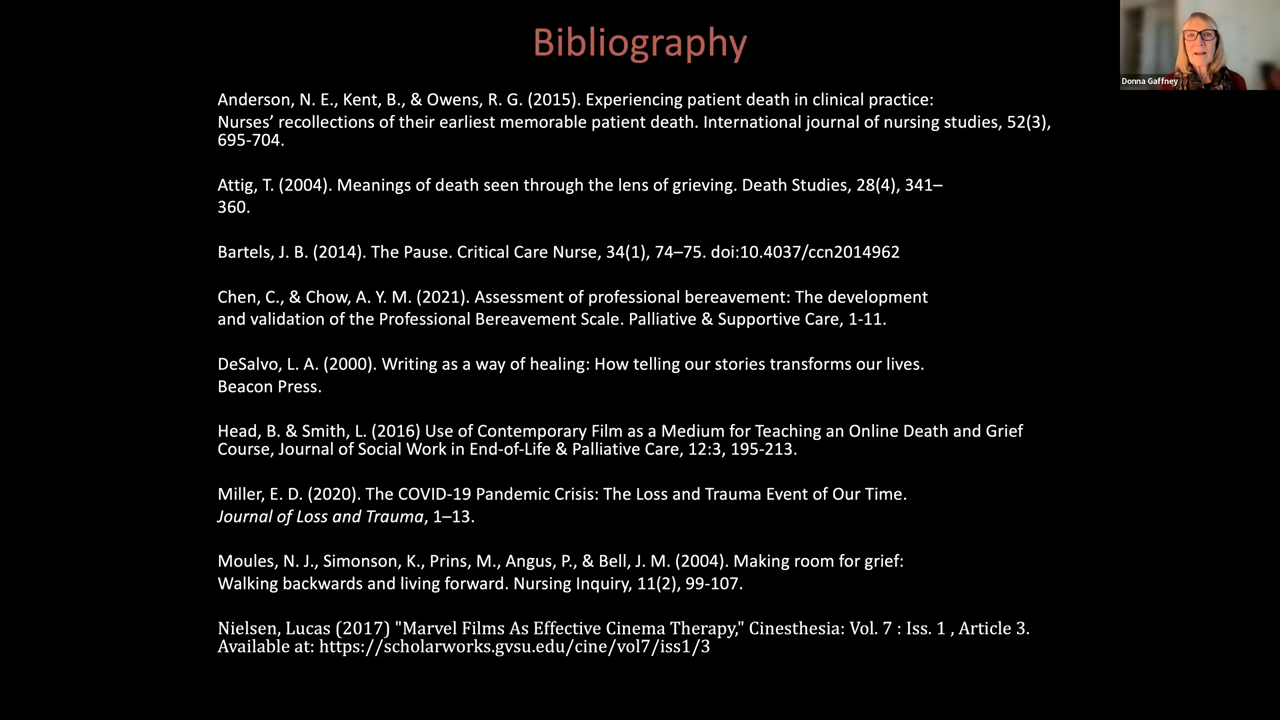 Bibliography
Donna Gaffney
Anderson, N. E., Kent, B., & Owens, R. G. (2015). Experiencing patient death in clinical practice:
Nurses’ recollections of their earliest memorable patient death. International journal of nursing studies, 52(3),
695-704.
Attig, T. (2004). Meanings of death seen through the lens of grieving. Death Studies, 28(4), 341–
360.
Bartels, J. B. (2014). The Pause. Critical Care Nurse, 34(1), 74–75. doi:10.4037/ccn2014962
Chen, C., & Chow, A. Y. M. (2021). Assessment of professional bereavement: The development
and validation of the Professional Bereavement Scale. Palliative & Supportive Care, 1-11.
DeSalvo, L. A. (2000). Writing as a way of healing: How telling our stories transforms our lives.
Beacon Press.
Head, B. & Smith, L. (2016) Use of Contemporary Film as a Medium for Teaching an Online Death and Grief
Course, Journal of Social Work in End-of-Life & Palliative Care, 12:3, 195-213.
Miller, E. D. (2020). The COVID-19 Pandemic Crisis: The Loss and Trauma Event of Our Time.
Journal of Loss and Trauma, 1–13.
Moules, N. J., Simonson, K., Prins, M., Angus, P., & Bell, J. M. (2004). Making room for grief:
Walking backwards and living forward. Nursing Inquiry, 11(2), 99-107.
Nielsen, Lucas (2017) "Marvel Films As Effective Cinema Therapy," Cinesthesia: Vol. 7 : Iss. 1 , Article 3.
Available at: https://scholarworks.gvsu.edu/cine/vol7/iss1/3